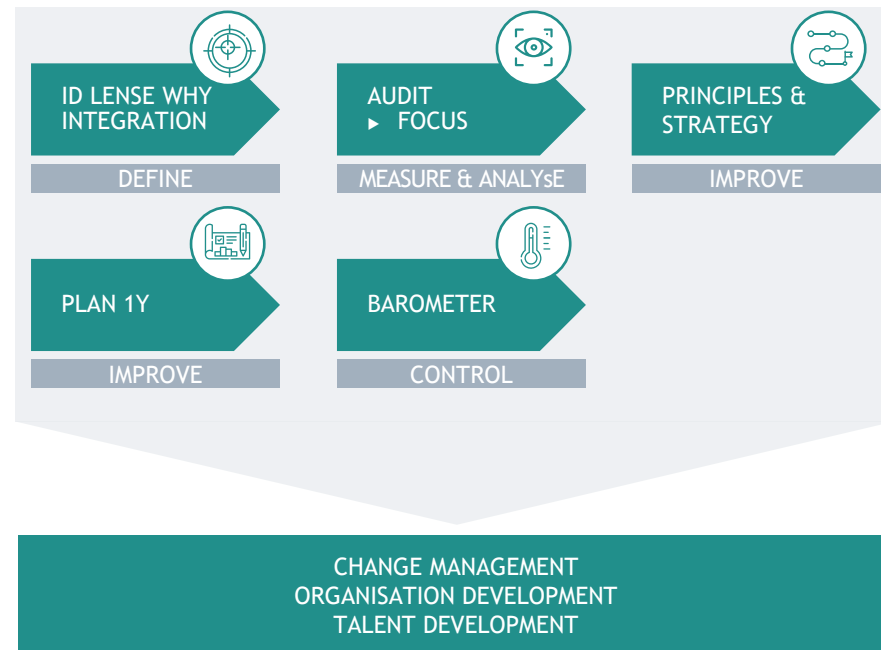 ID LENSE WHY
INTEGRATION
DEFINE
AUDIT
► FOCUS
MEASURE & ANALYsE
PRINCIPLES &
STRATEGY
IMPROVE
PLAN 1Y
IMPROVE
BAROMETER
CONTROL
CHANGE MANAGEMENT
ORGANISATION DEVELOPMENT
TALENT DEVELOPMENT